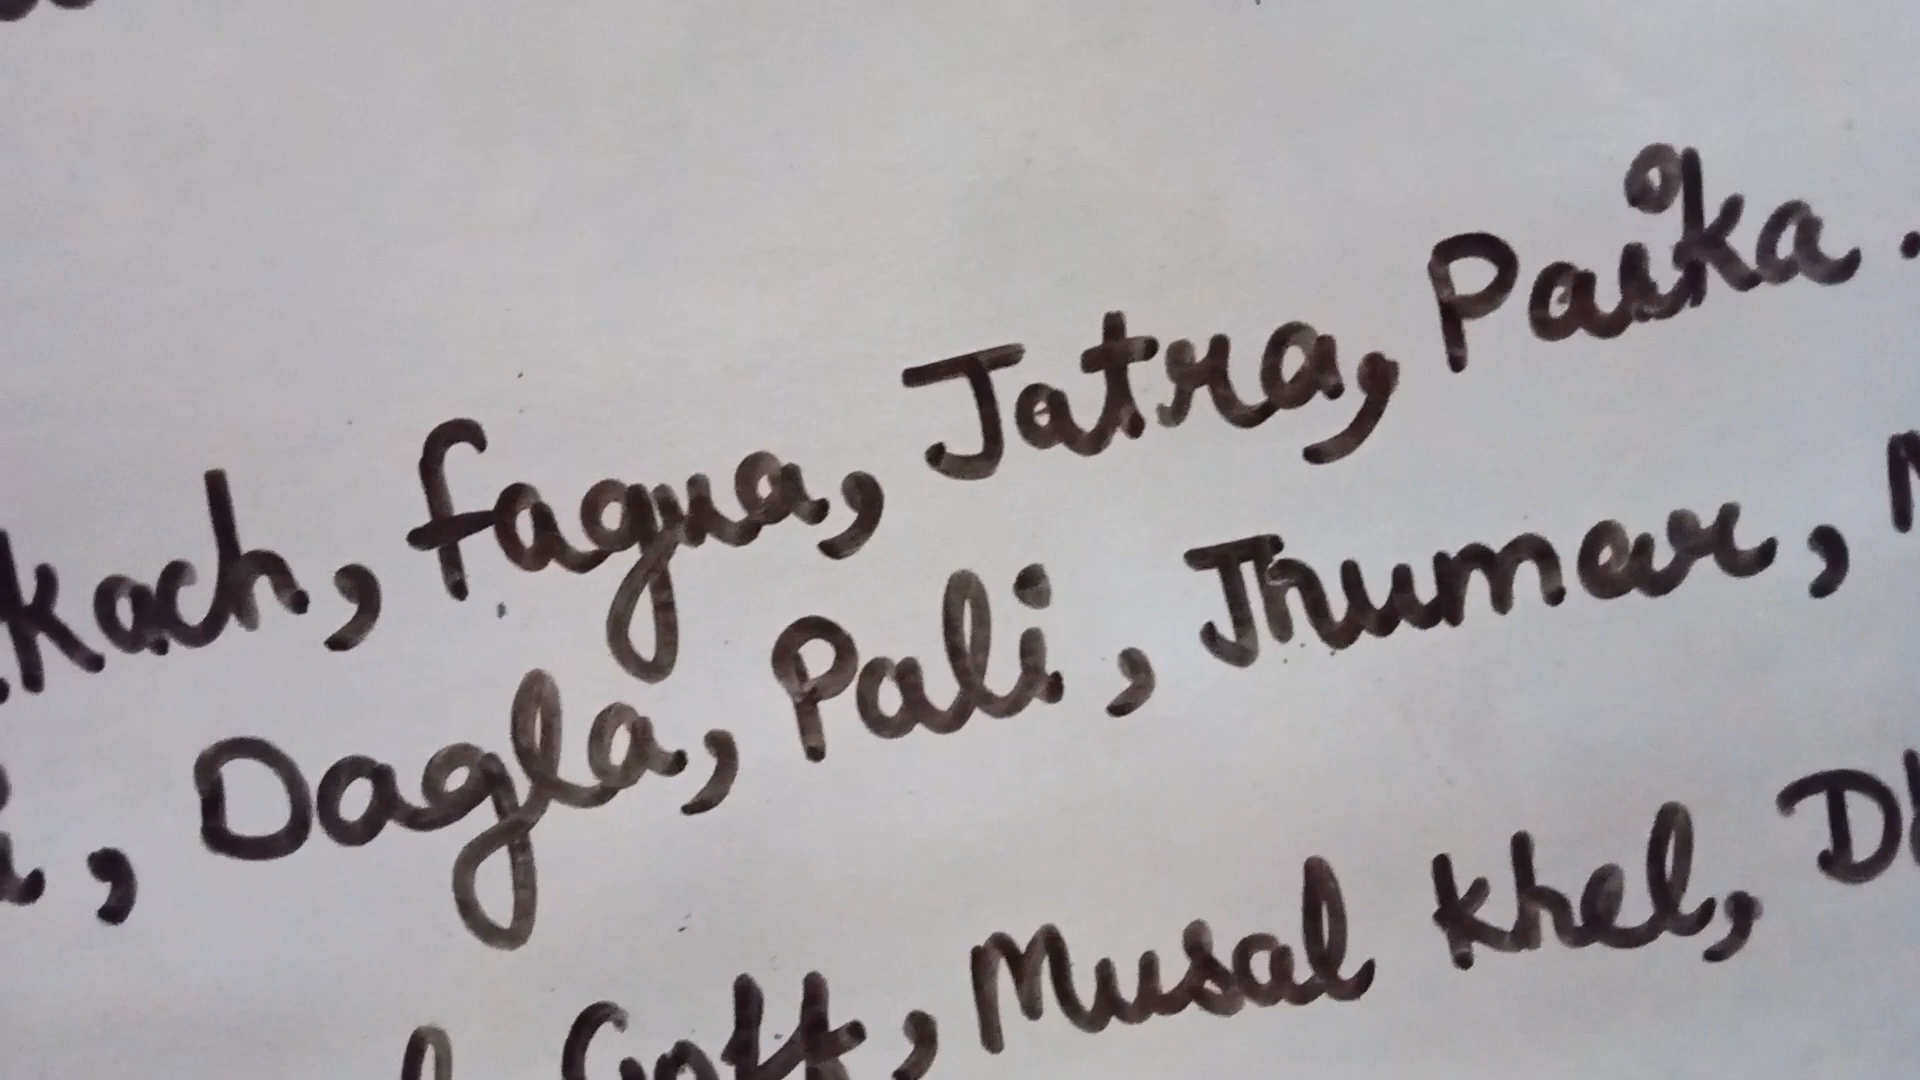 kach, fagua, Jatra, Paika.
, Dagla, Pali, Jhumar,
, Musal khel,